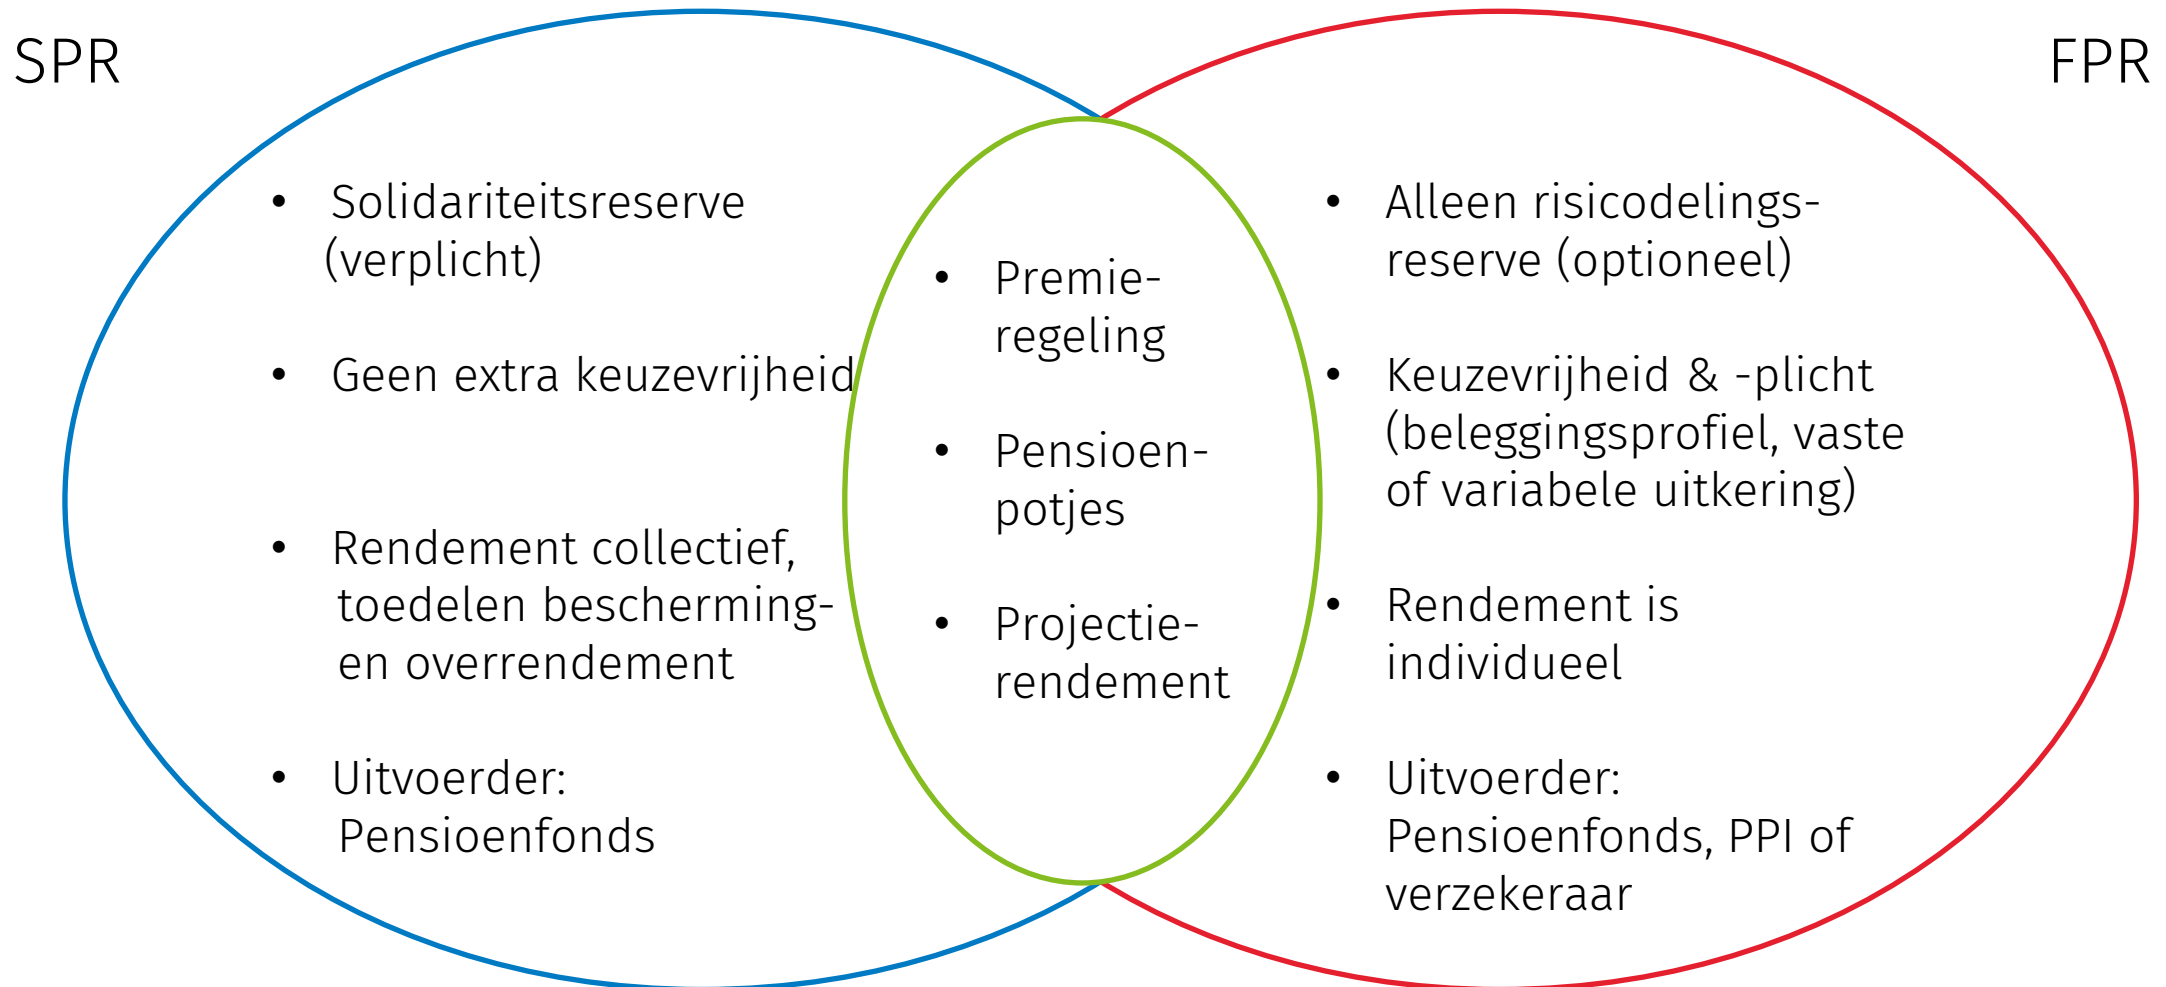 SPR
FPR
• Solidariteitsreserve
(verplicht)
• Geen extra keuzevrijheid
• Rendement collectief,
toedelen bescherming-
en overrendement
• Uitvoerder:
Pensioenfonds
• Premie-
regeling
• Pensioen-
potjes
• Projectie-
rendement
• Alleen risicodelings-
reserve (optioneel)
• Keuzevrijheid & -plicht
(beleggingsprofiel, vaste
of variabele uitkering)
• Rendement is
individueel
• Uitvoerder:
Pensioenfonds, PPI of
verzekeraar